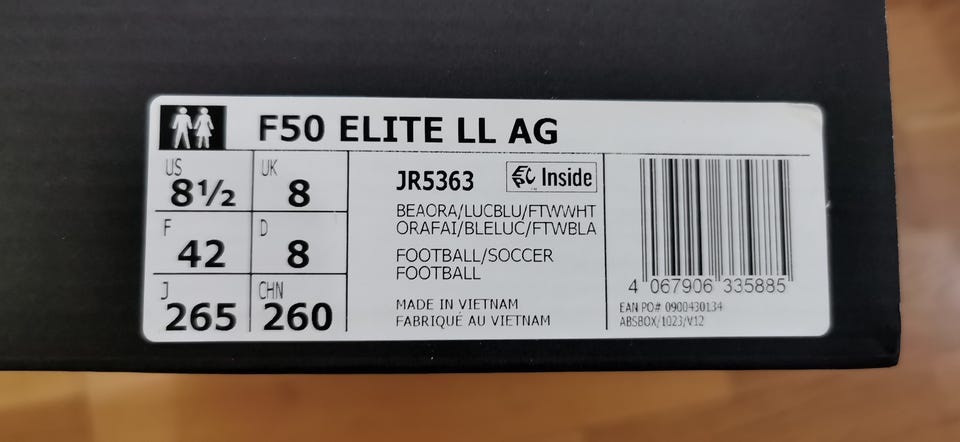 F50 ELITE LL AG
US 8½
UK 8
F 42
D 8
J 265
CHN 260
JR5363
Inside
BEAORA/LUCBLU/FTWWHT
ORAFAI/BLELUC/FTWBLA
FOOTBALL/SOCCER
FOOTBALL
MADE IN VIETNAM
FABRIQUÉ AU VIETNAM
4 067906 335885
EAN PO# 0900430134
ABSBOX/1023/V12